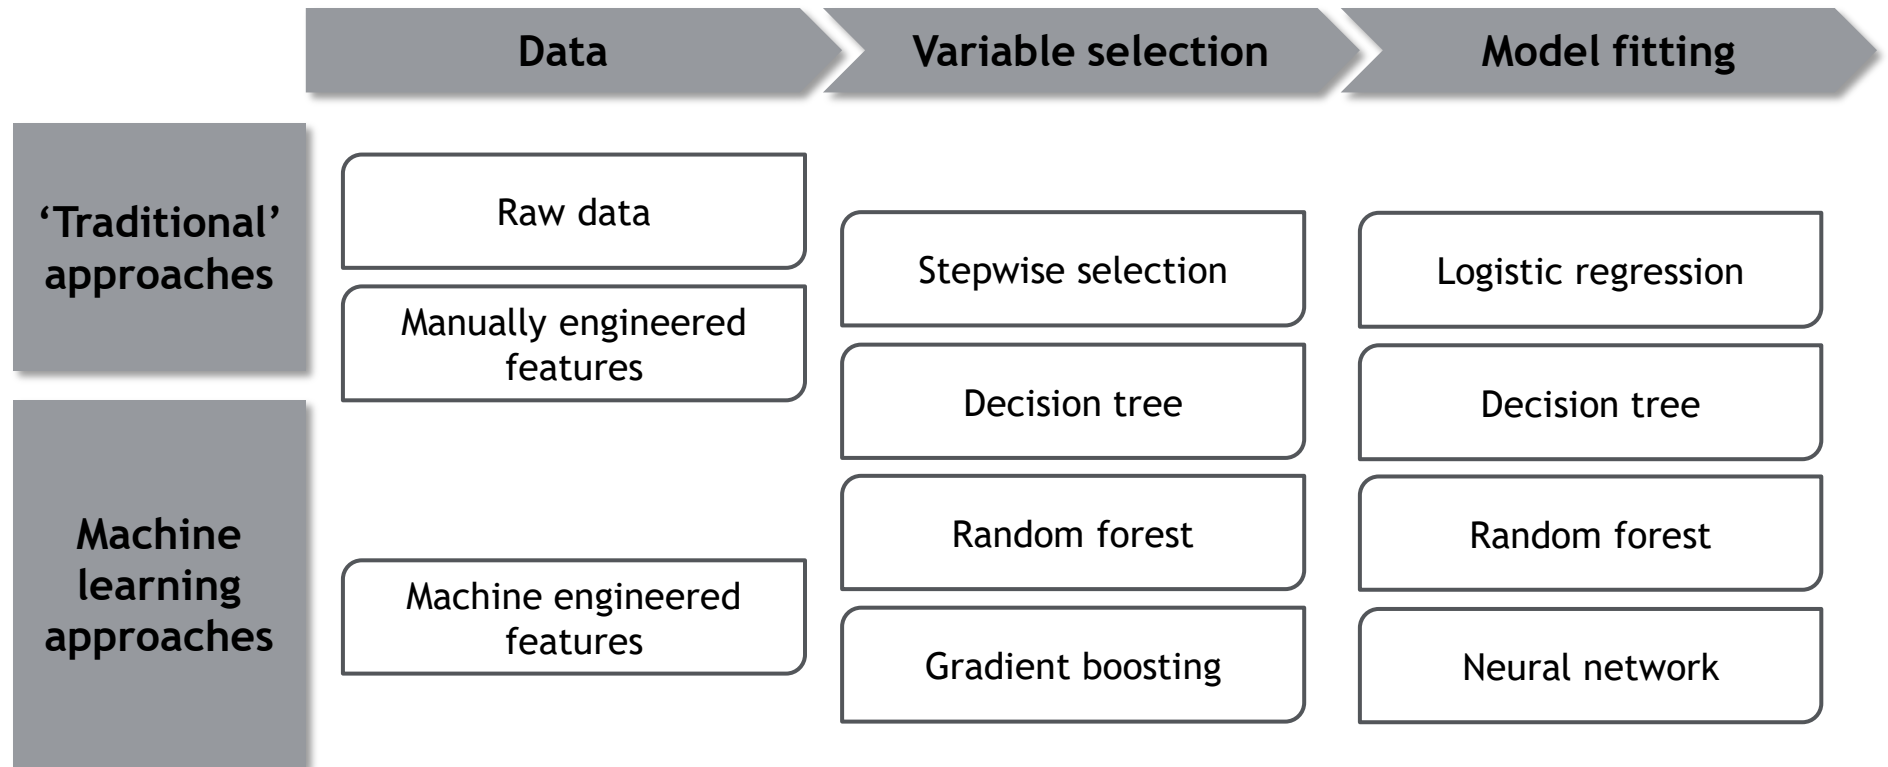 Data
Variable selection
Model fitting
‘Traditional’
approaches
Raw data
Manually engineered
features
Stepwise selection
Logistic regression
Decision tree
Decision tree
Machine
learning
approaches
Machine engineered
features
Random forest
Random forest
Gradient boosting
Neural network